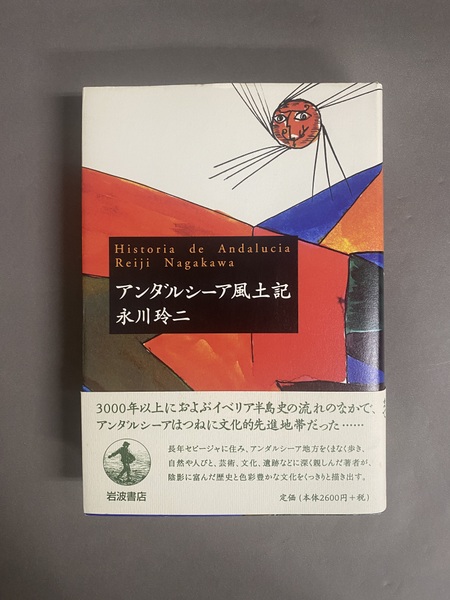 Historia de Andalucia
Reiji Nagakawa
アンダルシーア風土記
永川玲二
3000年以上におよぶイベリア半島史の流れのなかで、
アンダルシーアはつねに文化的先進地帯だった……
長年セビージャに住み、アンダルシーア地方をくまなく歩き、
自然や人びと、芸術、文化、遺跡などに深く親しんだ著者が、
陰影に富んだ歴史と色彩豊かな文化をくっきりと描き出す。
岩波書店
定価（本体2600円＋税）